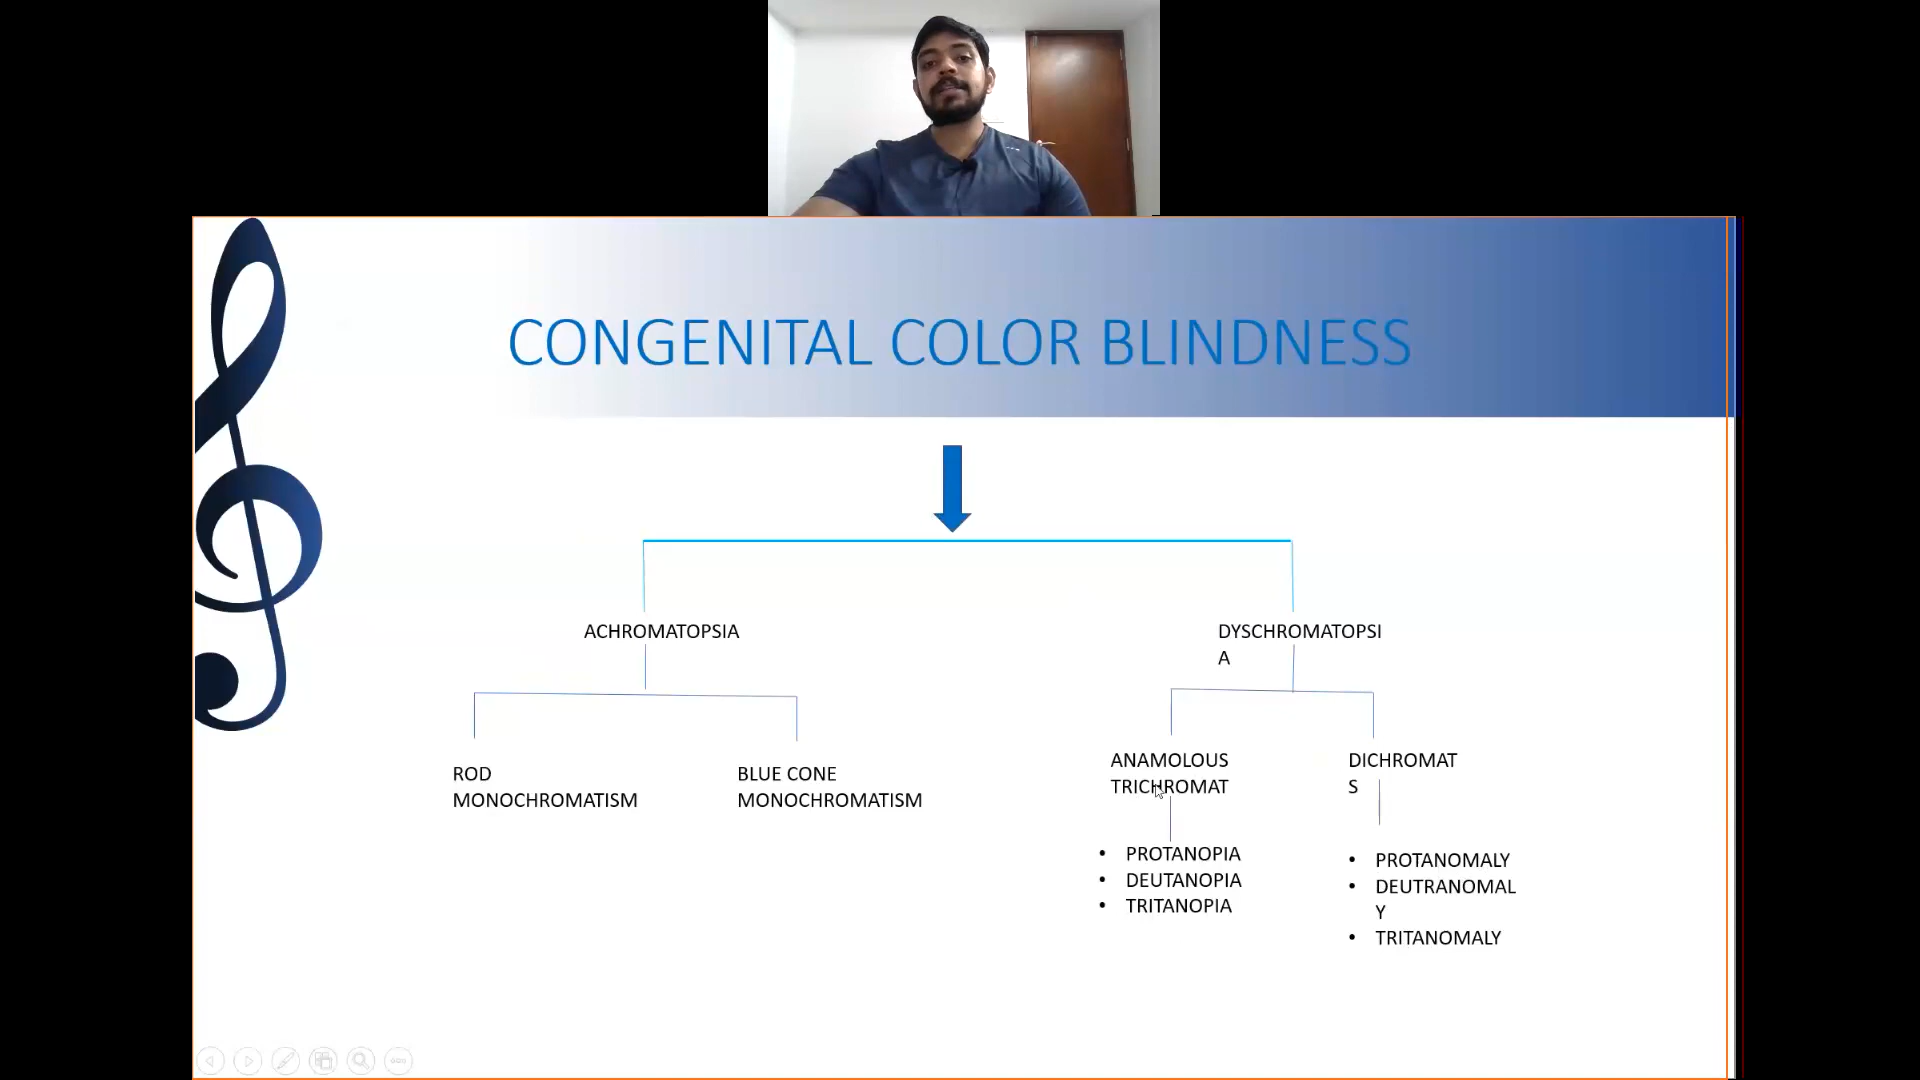 CONGENITAL COLOR BLINDNESS
ACHROMATOPSIA
DYSCHROMATOPSI
A
ROD
MONOCHROMATISM
BLUE CONE
MONOCHROMATISM
ANAMOLOUS
TRICHROMAT
DICHROMAT
S
• PROTANOPIA
• DEUTANOPIA
• TRITANOPIA
• PROTANOMALY
• DEUTRANOMAL
Y
• TRITANOMALY